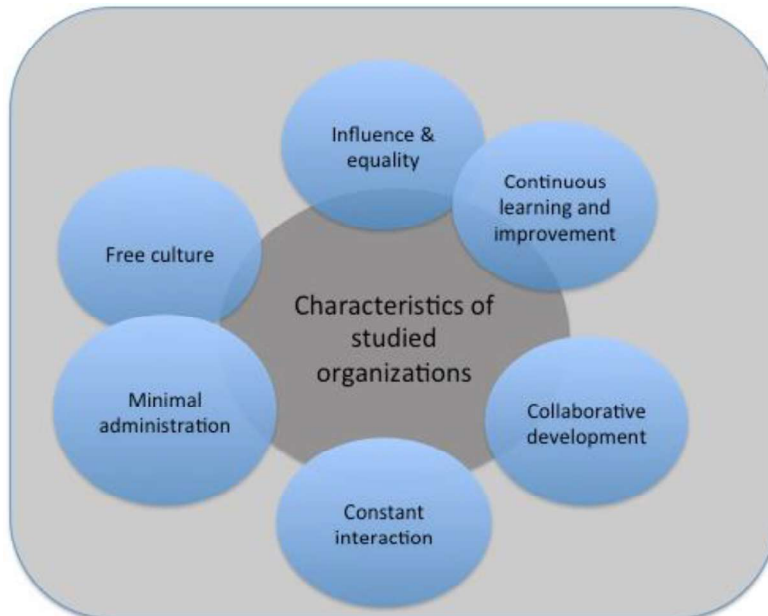 Influence &
equality
Continuous
learning and
improvement
Free culture
Characteristics of
studied
organizations
Minimal
administration
Collaborative
development
Constant
interaction